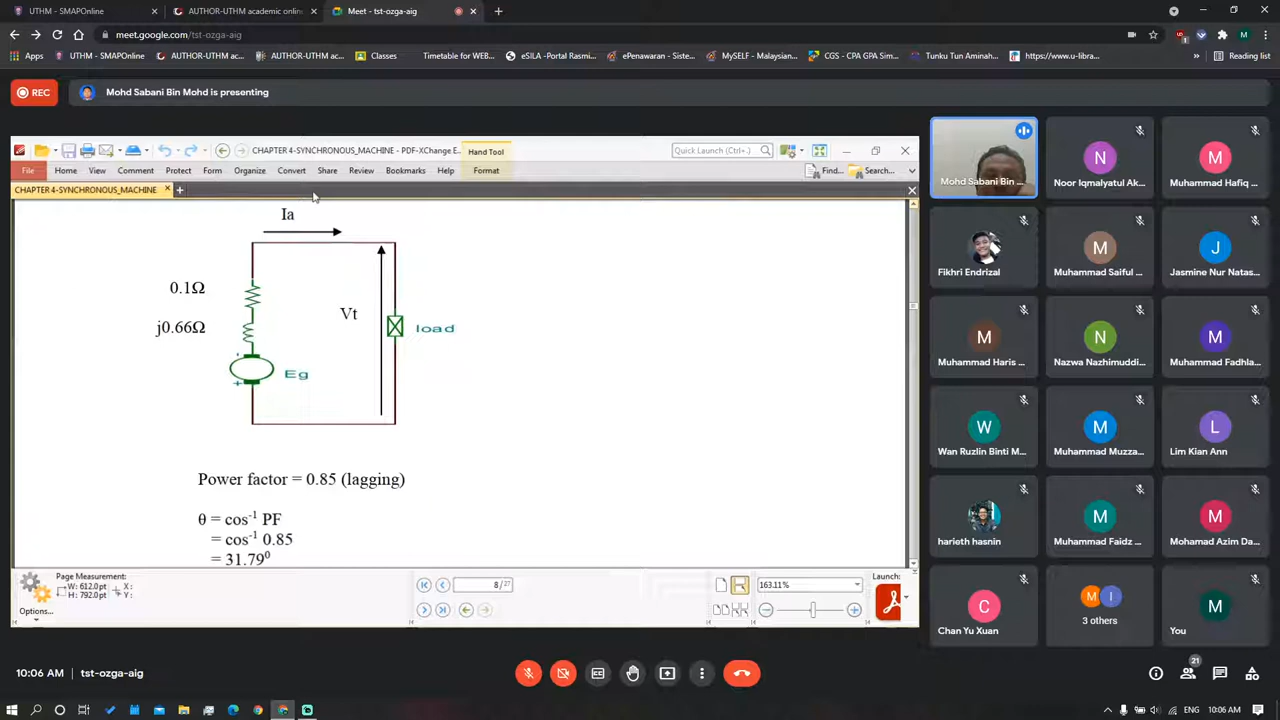 UTHM - SMAPOnline
AUTHOR-UTHM academic online
Meet - tst-ozga-aig
meet.google.com/tst-ozga-aig
Apps
UTHM - SMAPOnline
AUTHOR-UTHM ac...
AUTHOR-UTHM ac...
Classes
Timetable for WEB...
eSILA -Portal Rasmi...
ePenawaran - Siste...
MySELF - Malaysian...
CGS - CPA GPA Sim...
Tunku Tun Aminah...
https://www.u-libra...
»
Reading list
REC
Mohd Sabani Bin Mohd is presenting
CHAPTER 4-SYNCHRONOUS_MACHINE - PDF-XChange E...
Hand Tool
Quick Launch (Ctrl+.)
File
Home
View
Comment
Protect
Form
Organize
Convert
Share
Review
Bookmarks
Help
Format
Find...
Search...
CHAPTER 4-SYNCHRONOUS_MACHINE
Ia
0.1Ω
j0.66Ω
Vt
load
Eg
Power factor = 0.85 (lagging)
θ = cos⁻¹ PF
= cos⁻¹ 0.85
= 31.79⁰
Options...
Page Measurement:
W: 612.0pt
H: 792.0pt
X:
Y:
8/27
163.11%
Launch:
Mohd Sabani Bin ...
N
Noor Iqmalyatul Ak...
M
Muhammad Hafiq ...
Fikhri Endrizal
M
Muhammad Saiful ...
J
Jasmine Nur Natas...
M
Muhammad Haris ...
N
Nazwa Nazhimuddi...
M
Muhammad Fadhla...
W
Wan Ruzlin Binti M...
M
Muhammad Muzza...
L
Lim Kian Ann
harieth hasnin
M
Muhammad Faidz ...
M
Mohamad Azim Da...
C
Chan Yu Xuan
M
I
3 others
M
You
10:06 AM
tst-ozga-aig
21
10:06 AM